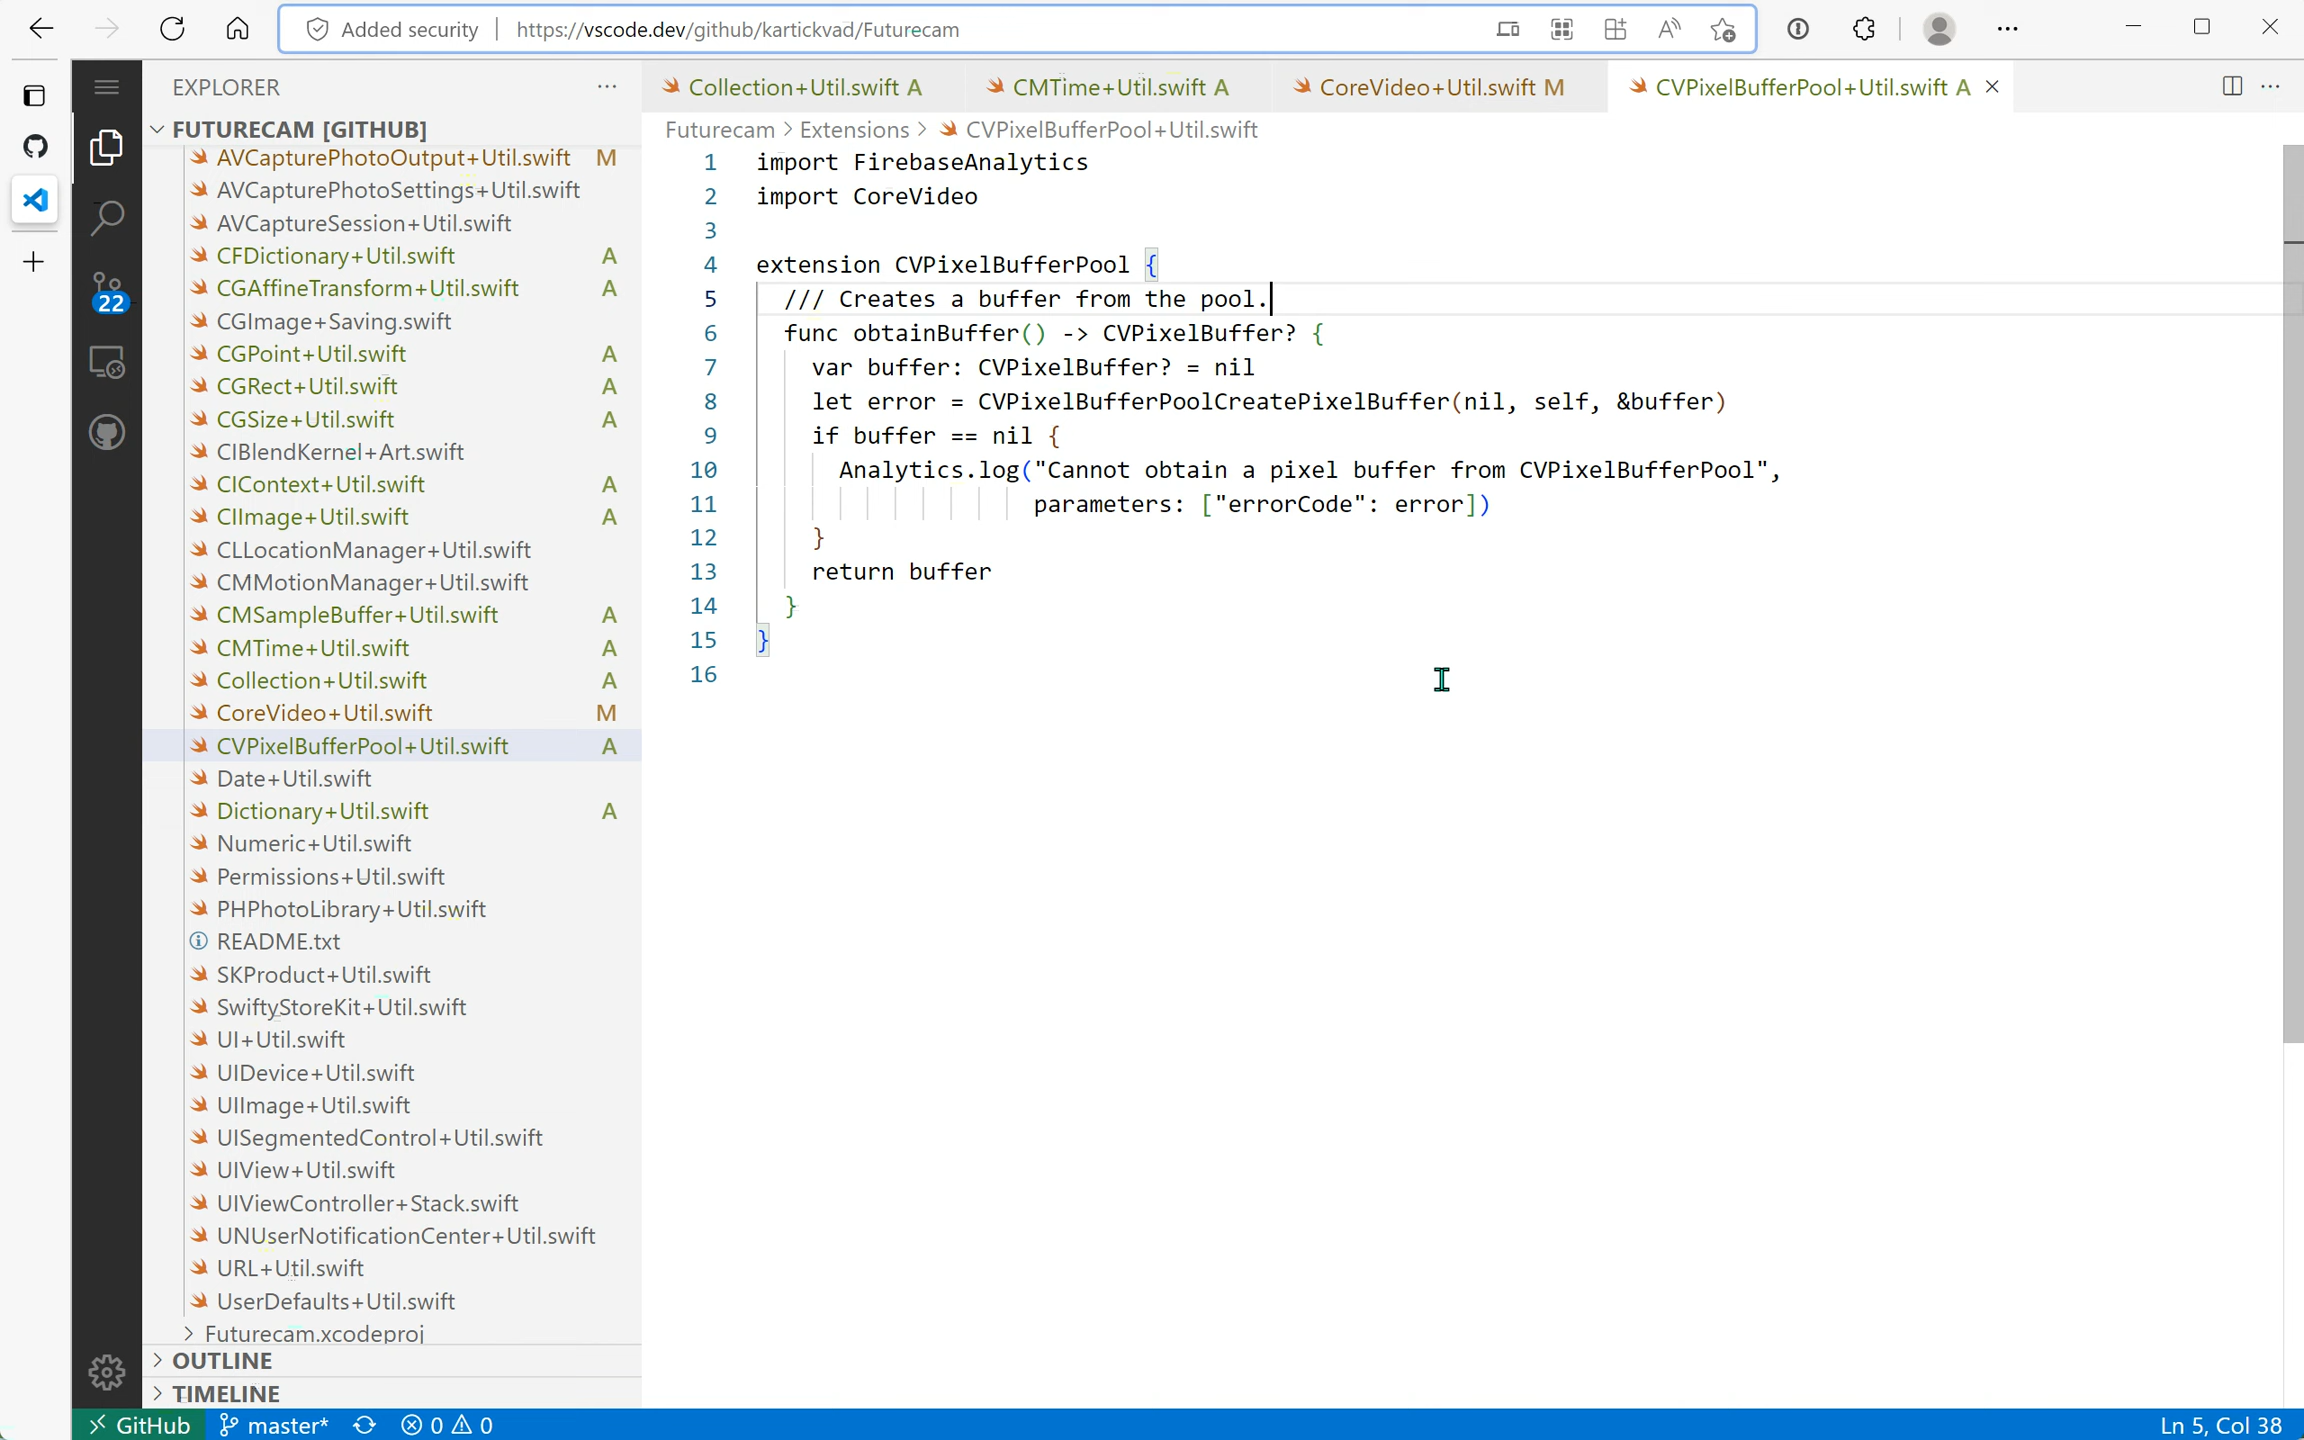 Added security
https://vscode.dev/github/kartickvad/Futurecam
EXPLORER
FUTURECAM [GITHUB]
AVCapturePhotoOutput+Util.swift M
AVCapturePhotoSettings+Util.swift
AVCaptureSession+Util.swift
CFDictionary+Util.swift A
CGAffineTransform+Util.swift A
CGImage+Saving.swift
CGPoint+Util.swift A
CGRect+Util.swift A
CGSize+Util.swift A
CIBlendKernel+Art.swift
CIContext+Util.swift A
CIImage+Util.swift A
CLLocationManager+Util.swift
CMMotionManager+Util.swift
CMSampleBuffer+Util.swift A
CMTime+Util.swift A
Collection+Util.swift A
CoreVideo+Util.swift M
CVPixelBufferPool+Util.swift A
Date+Util.swift
Dictionary+Util.swift A
Numeric+Util.swift
Permissions+Util.swift
PHPhotoLibrary+Util.swift
README.txt
SKProduct+Util.swift
SwiftyStoreKit+Util.swift
UI+Util.swift
UIDevice+Util.swift
UIImage+Util.swift
UISegmentedControl+Util.swift
UIView+Util.swift
UIViewController+Stack.swift
UNUserNotificationCenter+Util.swift
URL+Util.swift
UserDefaults+Util.swift
Futurecam.xcodeproj
OUTLINE
TIMELINE
22
Collection+Util.swift A
CMTime+Util.swift A
CoreVideo+Util.swift M
CVPixelBufferPool+Util.swift A
Futurecam > Extensions > CVPixelBufferPool+Util.swift
1 import FirebaseAnalytics
2 import CoreVideo
3
4 extension CVPixelBufferPool {
5 /// Creates a buffer from the pool.
6 func obtainBuffer() -> CVPixelBuffer? {
7 var buffer: CVPixelBuffer? = nil
8 let error = CVPixelBufferPoolCreatePixelBuffer(nil, self, &buffer)
9 if buffer == nil {
10 Analytics.log("Cannot obtain a pixel buffer from CVPixelBufferPool",
11 parameters: ["errorCode": error])
12 }
13 return buffer
14 }
15 }
16
GitHub
master*
0
0
Ln 5, Col 38